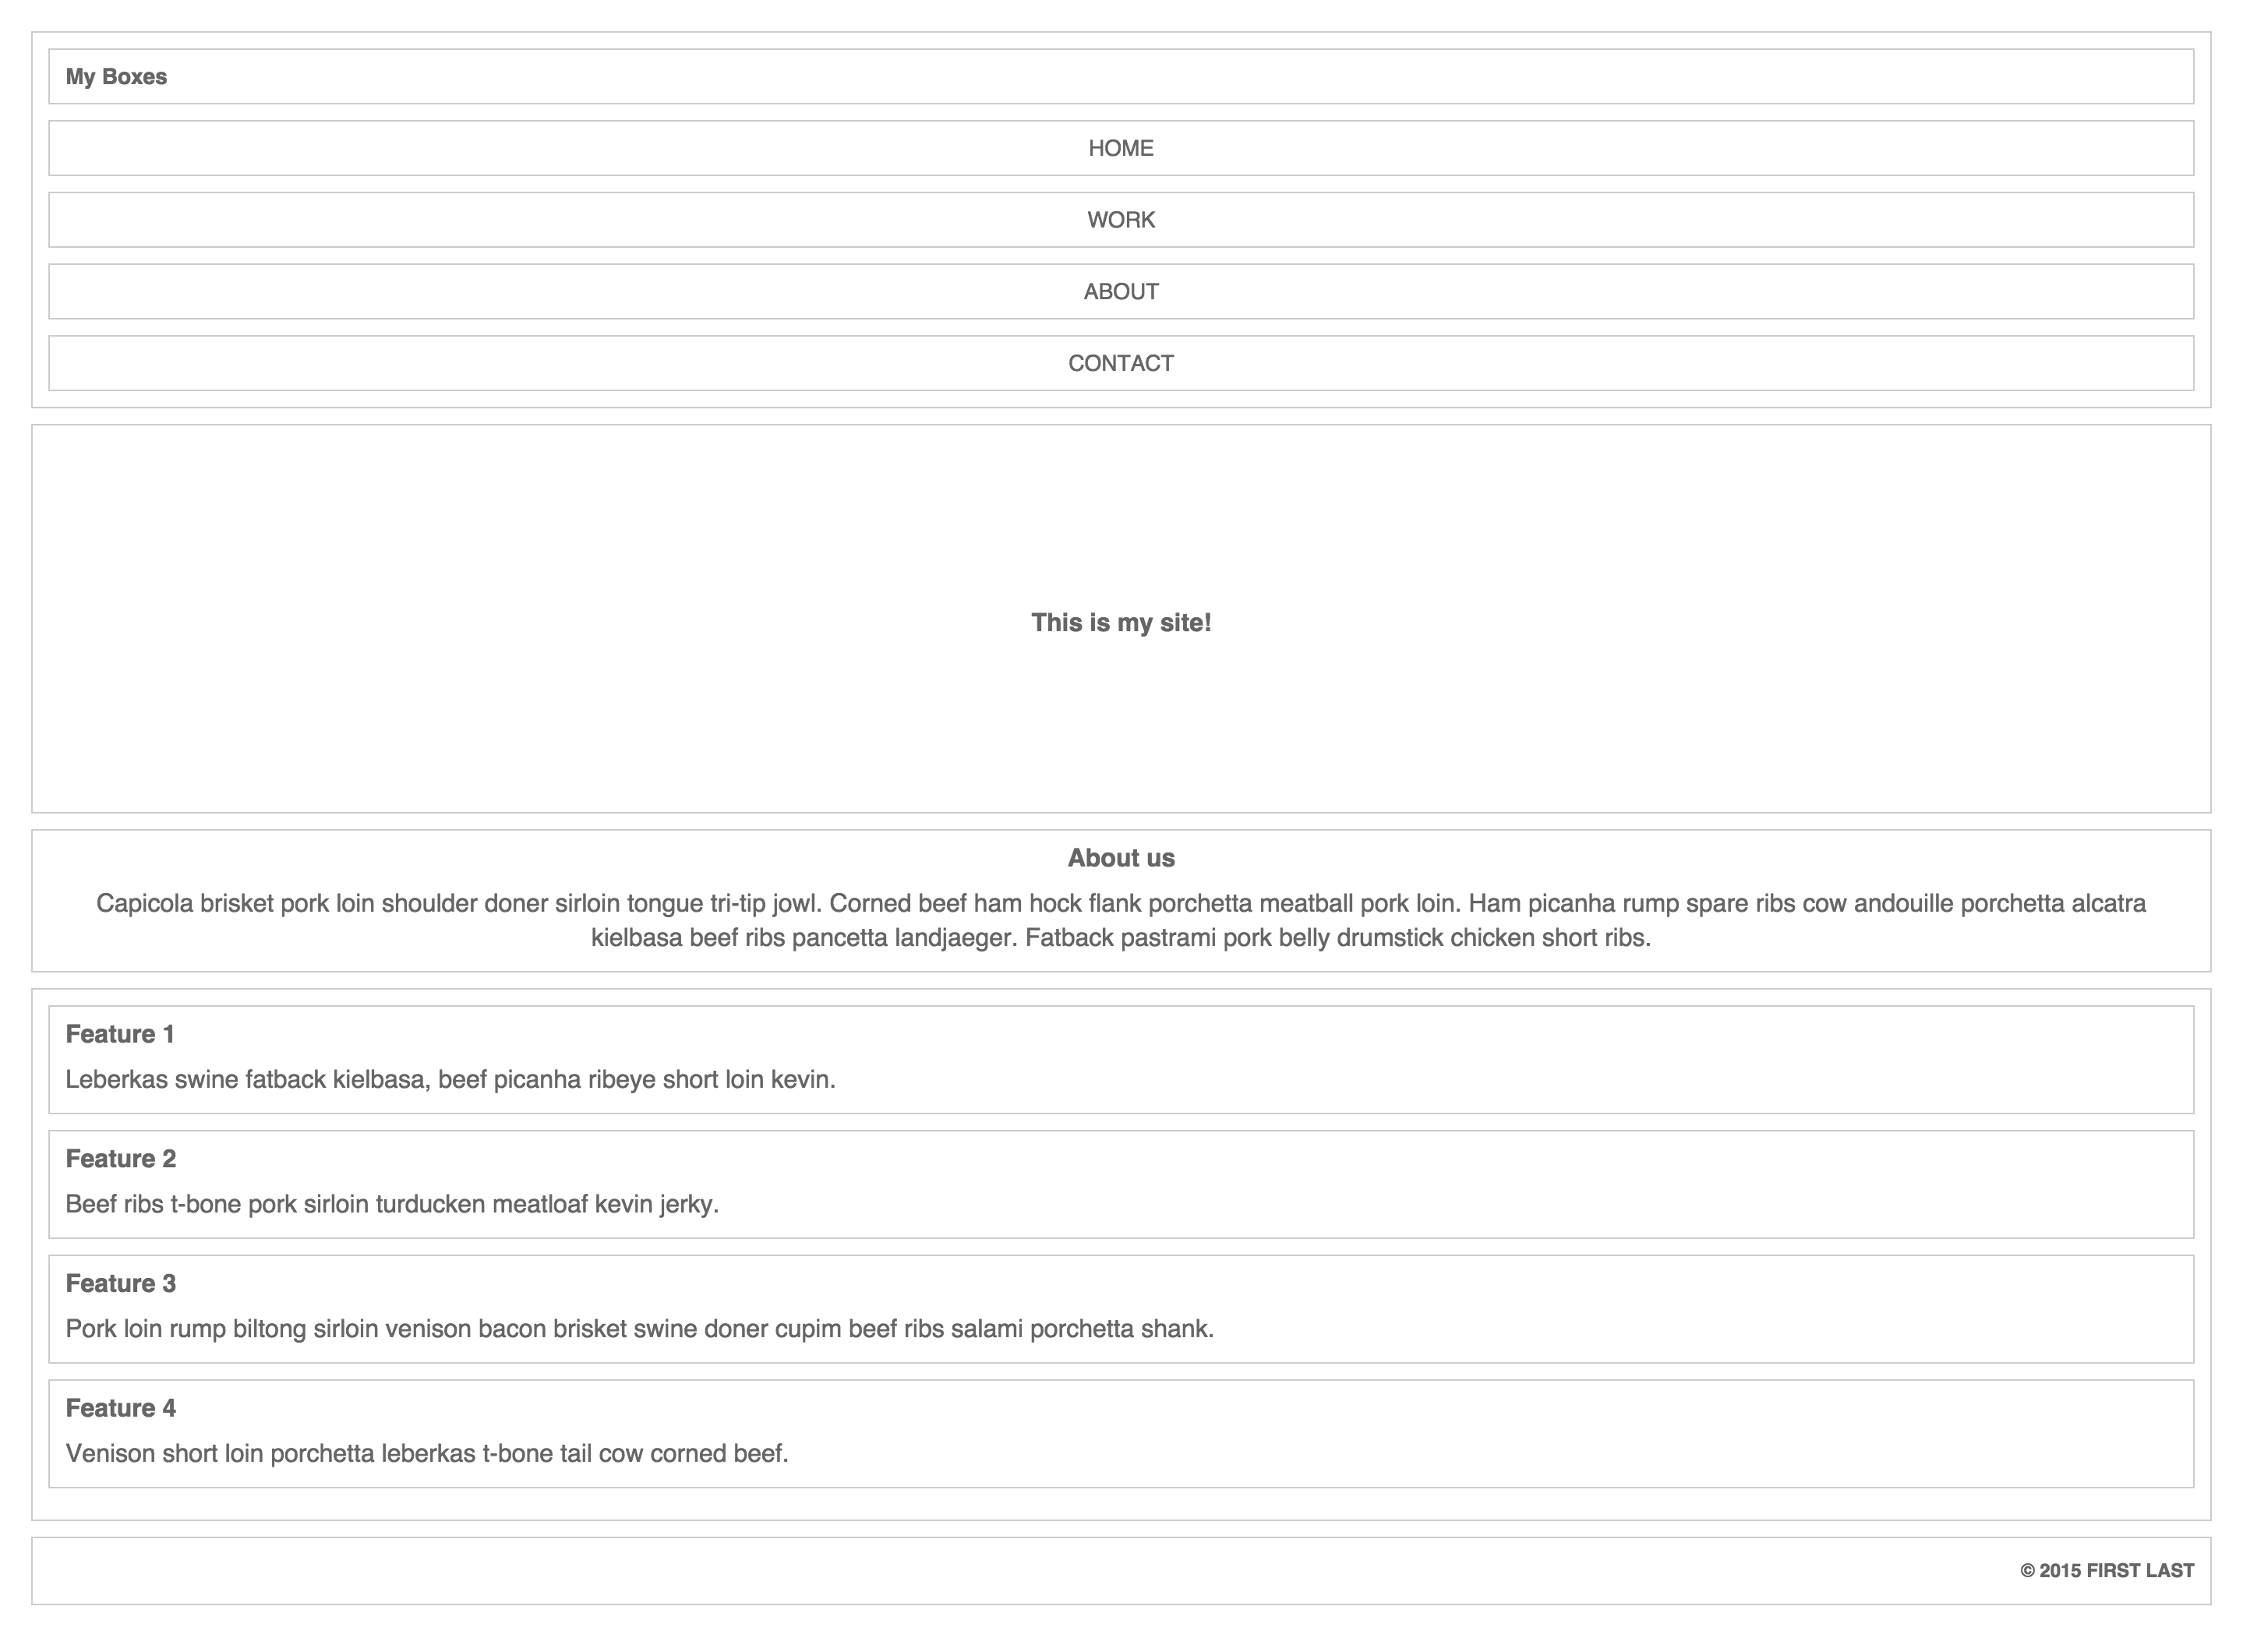 My Boxes
HOME
WORK
ABOUT
CONTACT
This is my site!
About us
Capicola brisket pork loin shoulder doner sirloin tongue tri-tip jowl. Corned beef ham hock flank porchetta meatball pork loin. Ham picanha rump spare ribs cow andouille porchetta alcatra
kielbasa beef ribs pancetta landjaeger. Fatback pastrami pork belly drumstick chicken short ribs.
Feature 1
Leberkas swine fatback kielbasa, beef picanha ribeye short loin kevin.
Feature 2
Beef ribs t-bone pork sirloin turducken meatloaf kevin jerky.
Feature 3
Pork loin rump biltong sirloin venison bacon brisket swine doner cupim beef ribs salami porchetta shank.
Feature 4
Venison short loin porchetta leberkas t-bone tail cow corned beef.
© 2015 FIRST LAST